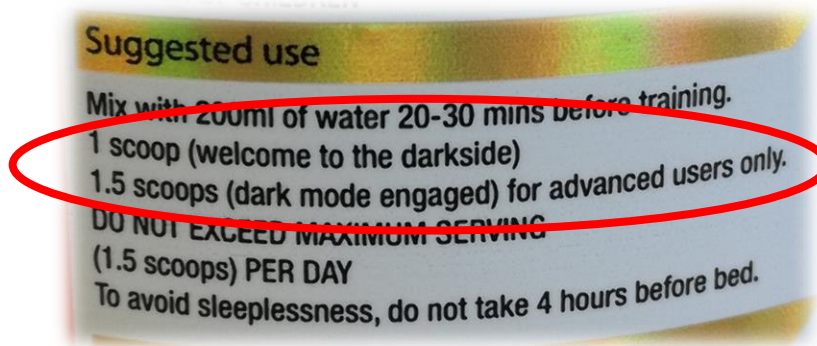 Suggested use
Mix with 200ml of water 20-30 mins before training.
1 scoop (welcome to the darkside)
1.5 scoops (dark mode engaged) for advanced users only.
DO NOT EXCEED MAXIMUM SERVING
(1.5 scoops) PER DAY
To avoid sleeplessness, do not take 4 hours before bed.